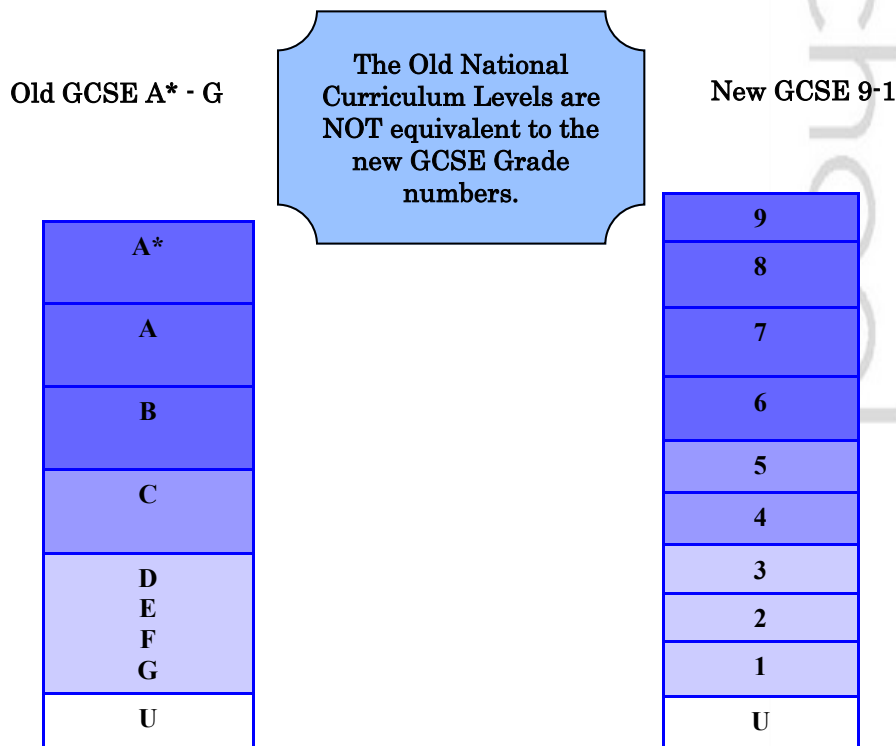 Old GCSE A* - G
The Old National
Curriculum Levels are
NOT equivalent to the
new GCSE Grade
numbers.
New GCSE 9-1
A*
A
B
C
D
E
F
G
U
9
8
7
6
5
4
3
2
1
U